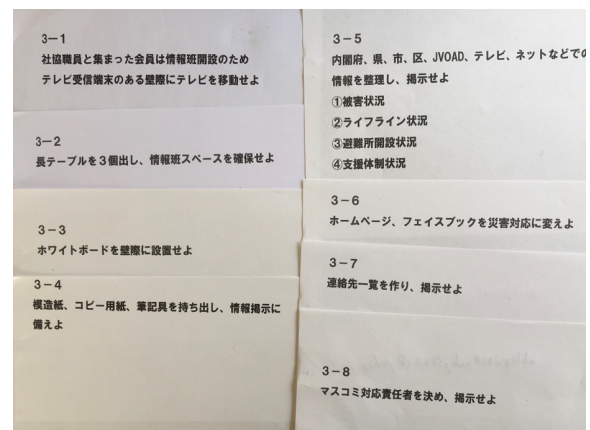 3－1
社協職員と集まった会員は情報班開設のため
テレビ受信端末のある壁際にテレビを移動せよ
3－2
長テーブルを３個出し、情報班スペースを確保せよ
3－3
ホワイトボードを壁際に設置せよ
3－4
模造紙、コピー用紙、筆記具を持ち出し、情報掲示に
備えよ
3－5
内閣府、県、市、区、JVOAD、テレビ、ネットなどでの
情報を整理し、掲示せよ
①被害状況
②ライフライン状況
③避難所開設状況
④支援体制状況
3－6
ホームページ、フェイスブックを災害対応に変えよ
3－7
連絡先一覧を作り、掲示せよ
3－8
マスコミ対応責任者を決め、掲示せよ